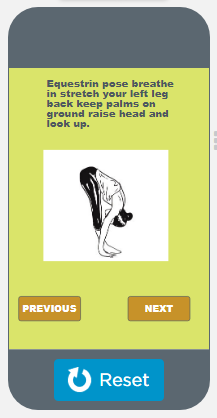 Equestrin pose breathe
in stretch your left leg
back keep palms on
ground raise head and
look up.
PREVIOUS NEXT
Reset